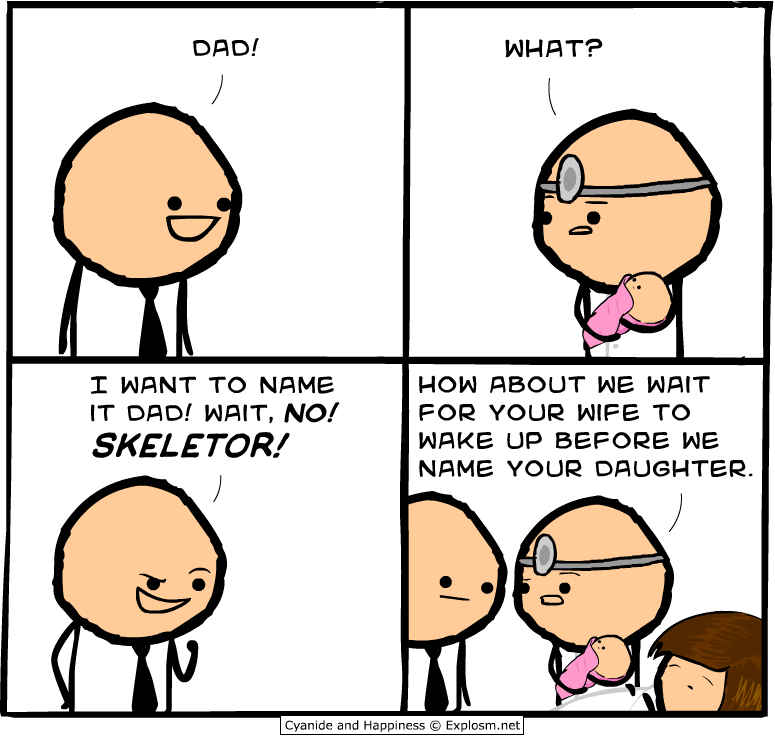 DAD!
WHAT?
I WANT TO NAME
IT DAD! WAIT, NO!
SKELETOR!
HOW ABOUT WE WAIT
FOR YOUR WIFE TO
WAKE UP BEFORE WE
NAME YOUR DAUGHTER.
Cyanide and Happiness © Explosm.net